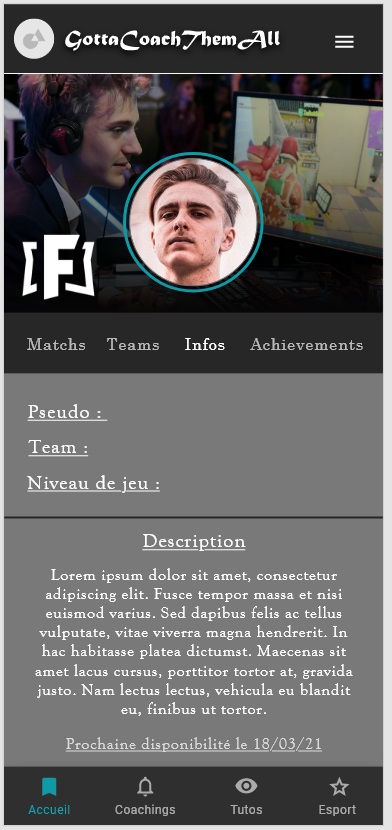 GottaCoachThemAll
[F]
Matchs Teams Infos Achievements
Pseudo :
Team :
Niveau de jeu :
Description
Lorem ipsum dolor sit amet, consectetur
adipiscing elit. Fusce tempor massa et nisi
euismod varius. Sed dapibus felis ac tellus
vulputate, vitae viverra magna hendrerit. In
hac habitasse platea dictumst. Maecenas sit
amet lacus cursus, porttitor tortor at, gravida
justo. Nam lectus lectus, vehicula eu blandit
eu, finibus ut tortor.
Prochaine disponibilité le 18/03/21
Accueil Coachings Tutos Esport